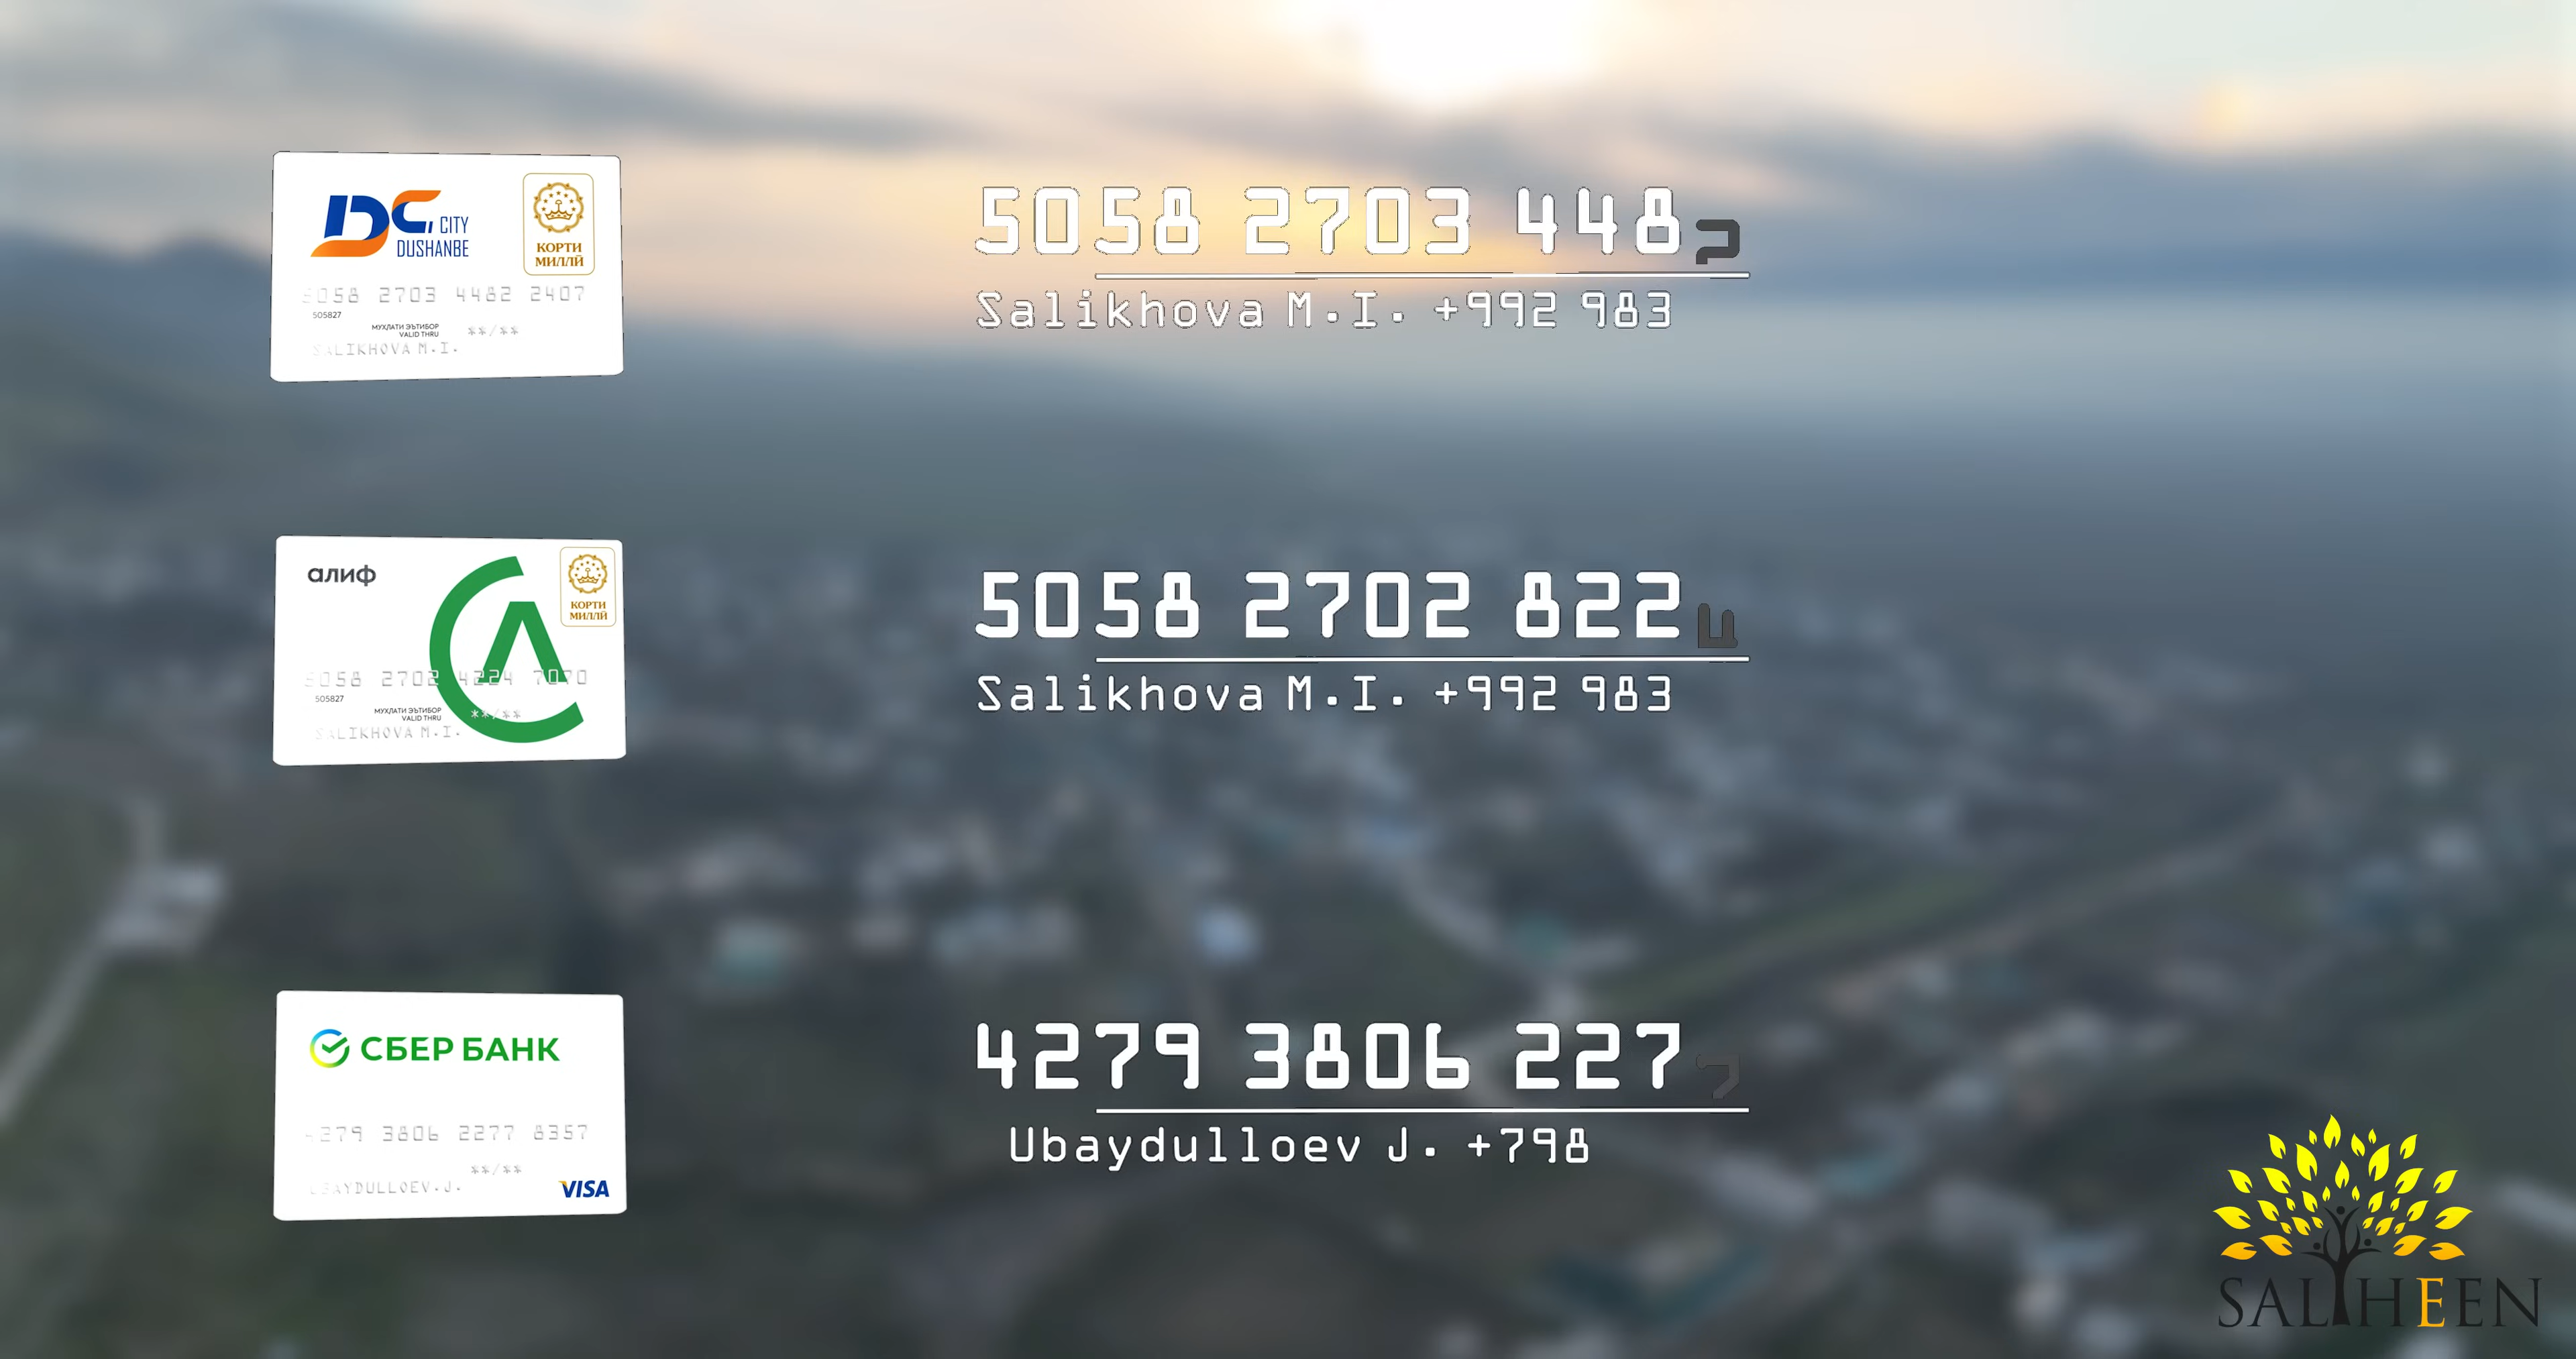 DC CITY
DUSHANBE
КОРТИ
МИЛЛӢ
5058 2703 4482 2407
505827
МУҲЛАТИ ЭЪТИБОР
VALID THRU **/**
SALIKHOVA M.I.
5058 2703 448
Salikhova M.I. +992 983
алиф
КОРТИ
МИЛЛӢ
5058 2702 4224 7070
505827
МУҲЛАТИ ЭЪТИБОР
VALID THRU **/**
SALIKHOVA M.I.
5058 2702 822
Salikhova M.I. +992 983
СБЕР БАНК
4279 3806 2277 8357
**/**
UBAYDULLOEV.J.
VISA
4279 3806 227
Ubaydulloev J. +798
SALIHEEN